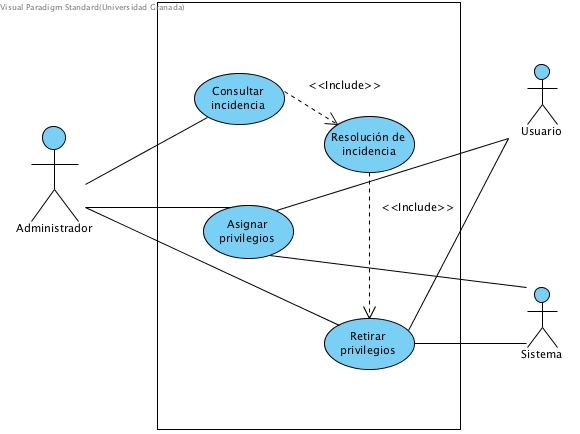 Visual Paradigm Standard(Universidad Granada)
Consultar
incidencia
<<Include>>
Resolución de
incidencia
Usuario
Administrador
Asignar
privilegios
<<Include>>
Retirar
privilegios
Sistema